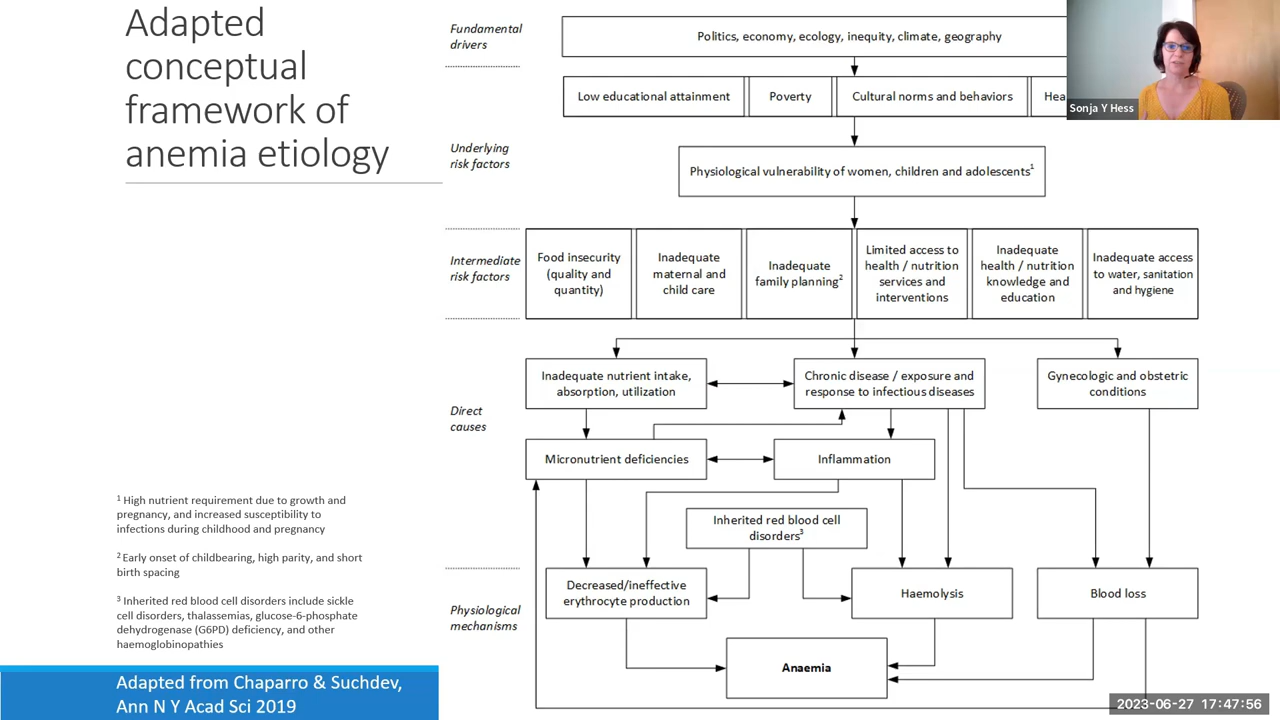 Adapted
conceptual
framework of
anemia etiology
Fundamental
drivers
Politics, economy, ecology, inequity, climate, geography
Low educational attainment
Poverty
Cultural norms and behaviors
Sonja Y Hess
Underlying
risk factors
Physiological vulnerability of women, children and adolescents1
Intermediate
risk factors
Food insecurity
(quality and
quantity)
Inadequate
maternal and
child care
Inadequate
family planning2
Limited access to
health / nutrition
services and
interventions
Inadequate
health / nutrition
knowledge and
education
Inadequate access
to water, sanitation
and hygiene
Direct
causes
Inadequate nutrient intake,
absorption, utilization
Chronic disease / exposure and
response to infectious diseases
Gynecologic and obstetric
conditions
Micronutrient deficiencies
Inflammation
Inherited red blood cell
disorders3
Physiological
mechanisms
Decreased/ineffective
erythrocyte production
Haemolysis
Blood loss
Anaemia
1 High nutrient requirement due to growth and
pregnancy, and increased susceptibility to
infections during childhood and pregnancy
2 Early onset of childbearing, high parity, and short
birth spacing
3 Inherited red blood cell disorders include sickle
cell disorders, thalassemias, glucose-6-phosphate
dehydrogenase (G6PD) deficiency, and other
haemoglobinopathies
Adapted from Chaparro & Suchdev,
Ann N Y Acad Sci 2019
2023-06-27 17:47:56